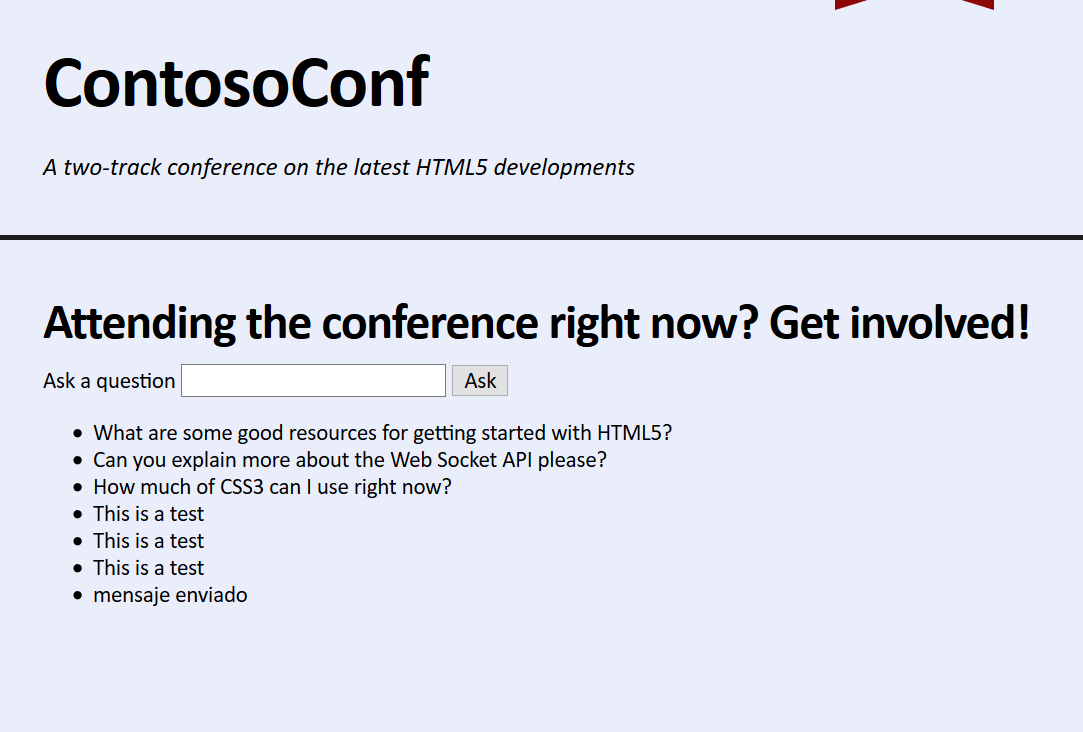 ContosoConf
A two-track conference on the latest HTML5 developments
Attending the conference right now? Get involved!
Ask a question Ask
What are some good resources for getting started with HTML5?
Can you explain more about the Web Socket API please?
How much of CSS3 can I use right now?
This is a test
This is a test
This is a test
mensaje enviado